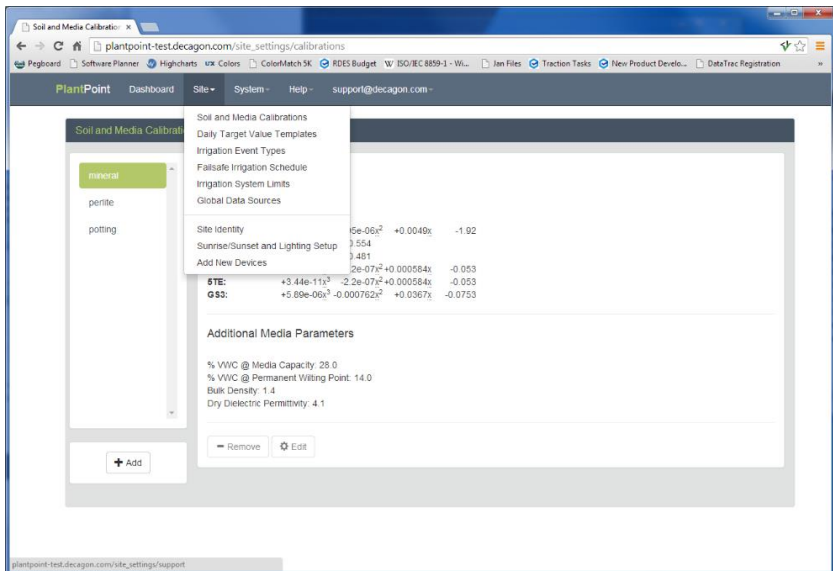 Soil and Media Calibration ×
plantpoint-test.decagon.com/site_settings/calibrations
Pegboard Software Planner Highcharts UX Colors ColorMatch 5K RDES Budget W ISO/IEC 8859-1 - Wi... Jan Files Traction Tasks New Product Develo... DataTrac Registration »
PlantPoint Dashboard Site System Help support@decagon.com
Soil and Media Calibrati
mineral
perlite
potting
+ Add
Soil and Media Calibrations
Daily Target Value Templates
Irrigation Event Types
Failsafe Irrigation Schedule
Irrigation System Limits
Global Data Sources
Site Identity
Sunrise/Sunset and Lighting Setup
Add New Devices
5e-06x² +0.0049x -1.92
0.554
0.481
2e-07x² +0.000584x -0.053
5TE: +3.44e-11x³ -2.2e-07x² +0.000584x -0.053
GS3: +5.89e-06x³ -0.000762x² +0.0367x -0.0753
Additional Media Parameters
% VWC @ Media Capacity: 28.0
% VWC @ Permanent Wilting Point: 14.0
Bulk Density: 1.4
Dry Dielectric Permittivity: 4.1
Remove Edit
plantpoint-test.decagon.com/site_settings/support